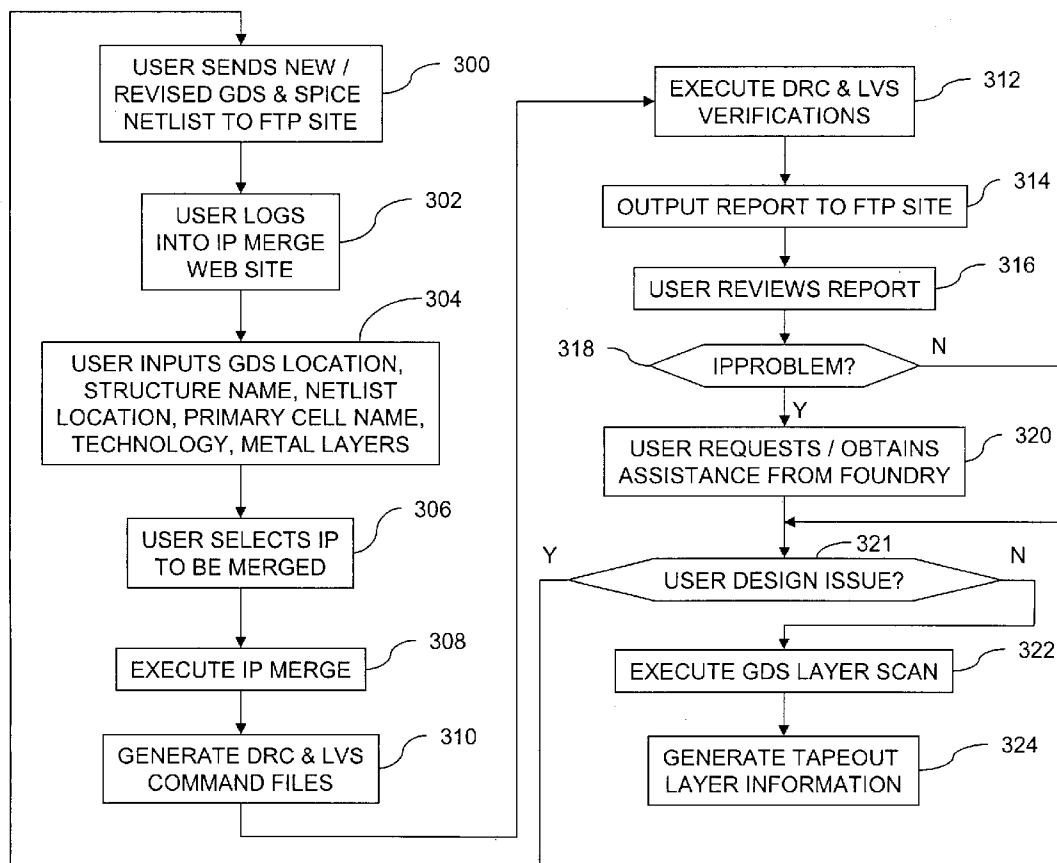 USER SENDS NEW /
REVISED GDS & SPICE
NETLIST TO FTP SITE
300
USER LOGS
INTO IP MERGE
WEB SITE
302
304
USER INPUTS GDS LOCATION,
STRUCTURE NAME, NETLIST
LOCATION, PRIMARY CELL NAME,
TECHNOLOGY, METAL LAYERS
306
USER SELECTS IP
TO BE MERGED
308
EXECUTE IP MERGE
310
GENERATE DRC & LVS
COMMAND FILES
EXECUTE DRC & LVS
VERIFICATIONS
312
314
OUTPUT REPORT TO FTP SITE
316
USER REVIEWS REPORT
318
IPPROBLEM?
N
Y
USER REQUESTS / OBTAINS
ASSISTANCE FROM FOUNDRY
320
321
Y
USER DESIGN ISSUE?
N
EXECUTE GDS LAYER SCAN
322
GENERATE TAPEOUT
LAYER INFORMATION
324